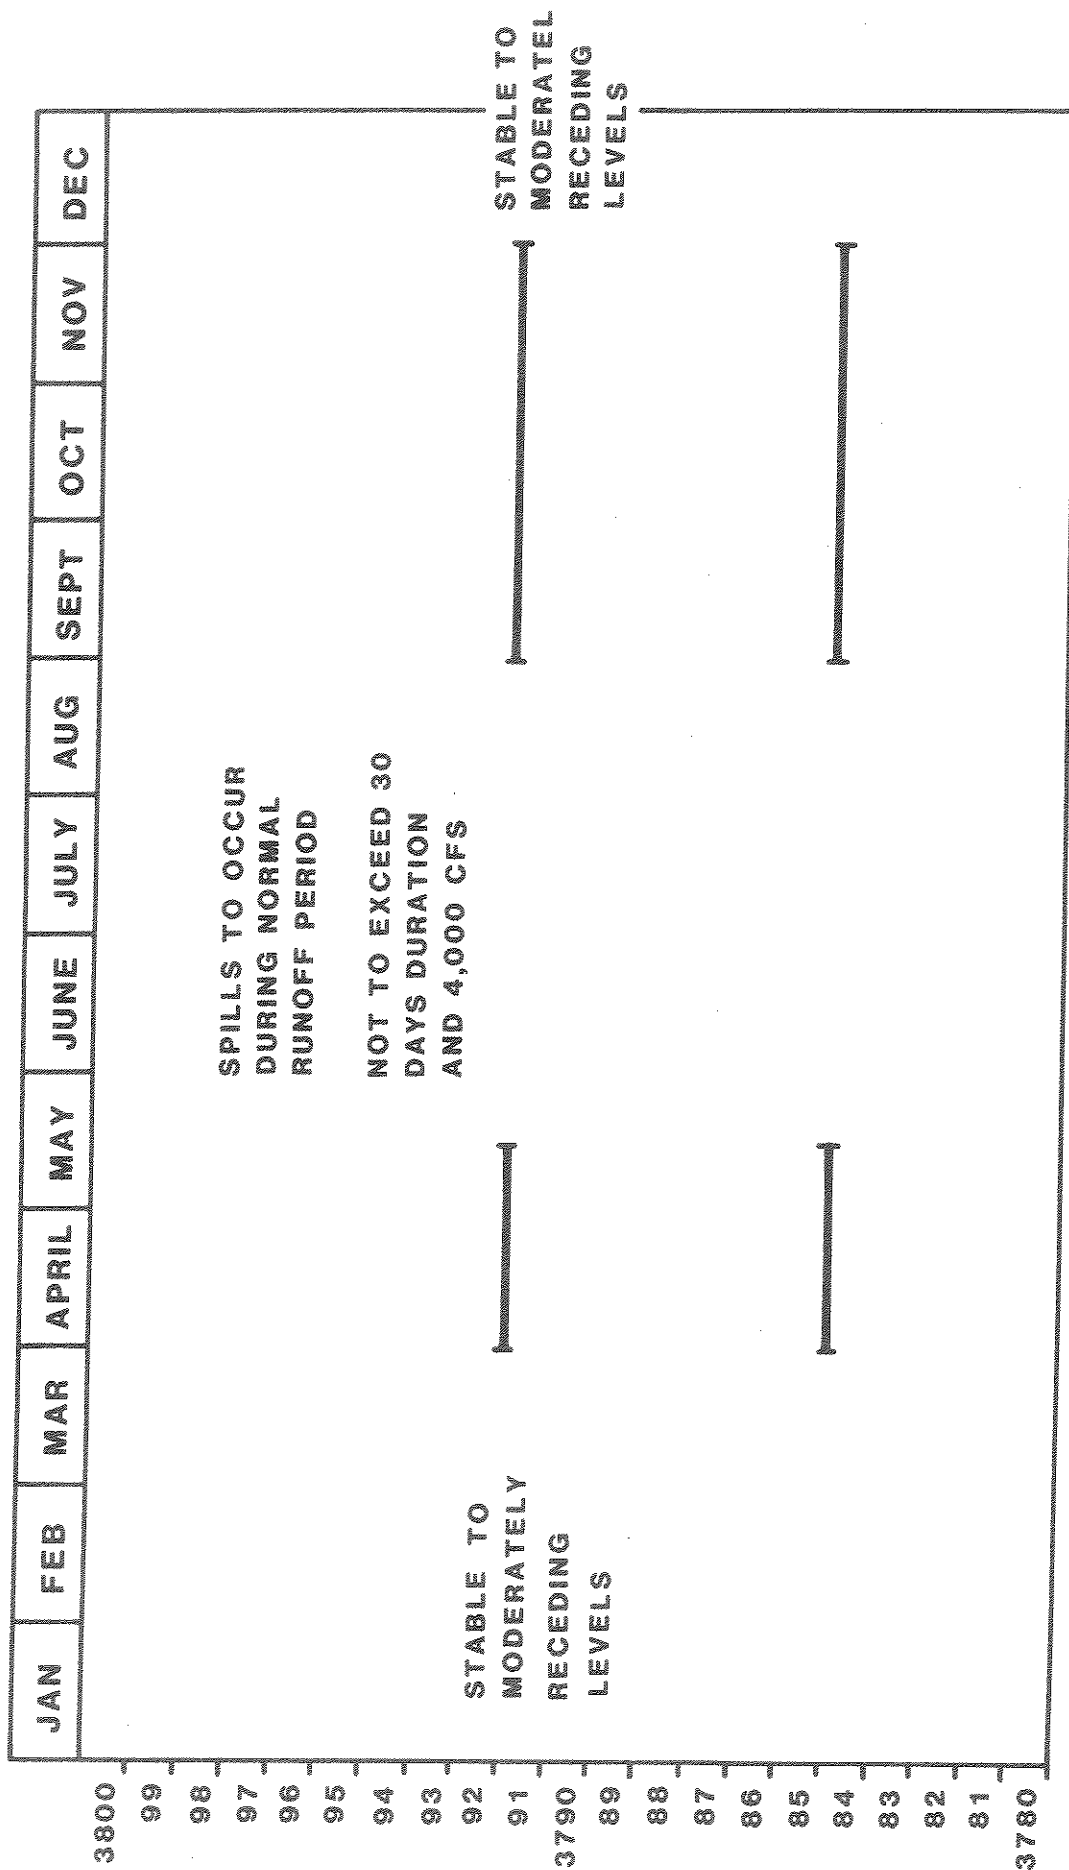 JAN FEB MAR APRIL MAY JUNE JULY AUG SEPT OCT NOV DEC
3800
99
98
97
96
95
94
93
92
91
3790
89
88
87
86
85
84
83
82
81
3780
STABLE TO
MODERATELY
RECEDING
LEVELS
SPILLS TO OCCUR
DURING NORMAL
RUNOFF PERIOD
NOT TO EXCEED 30
DAYS DURATION
AND 4,000 CFS
STABLE TO
MODERATEL
RECEDING
LEVELS